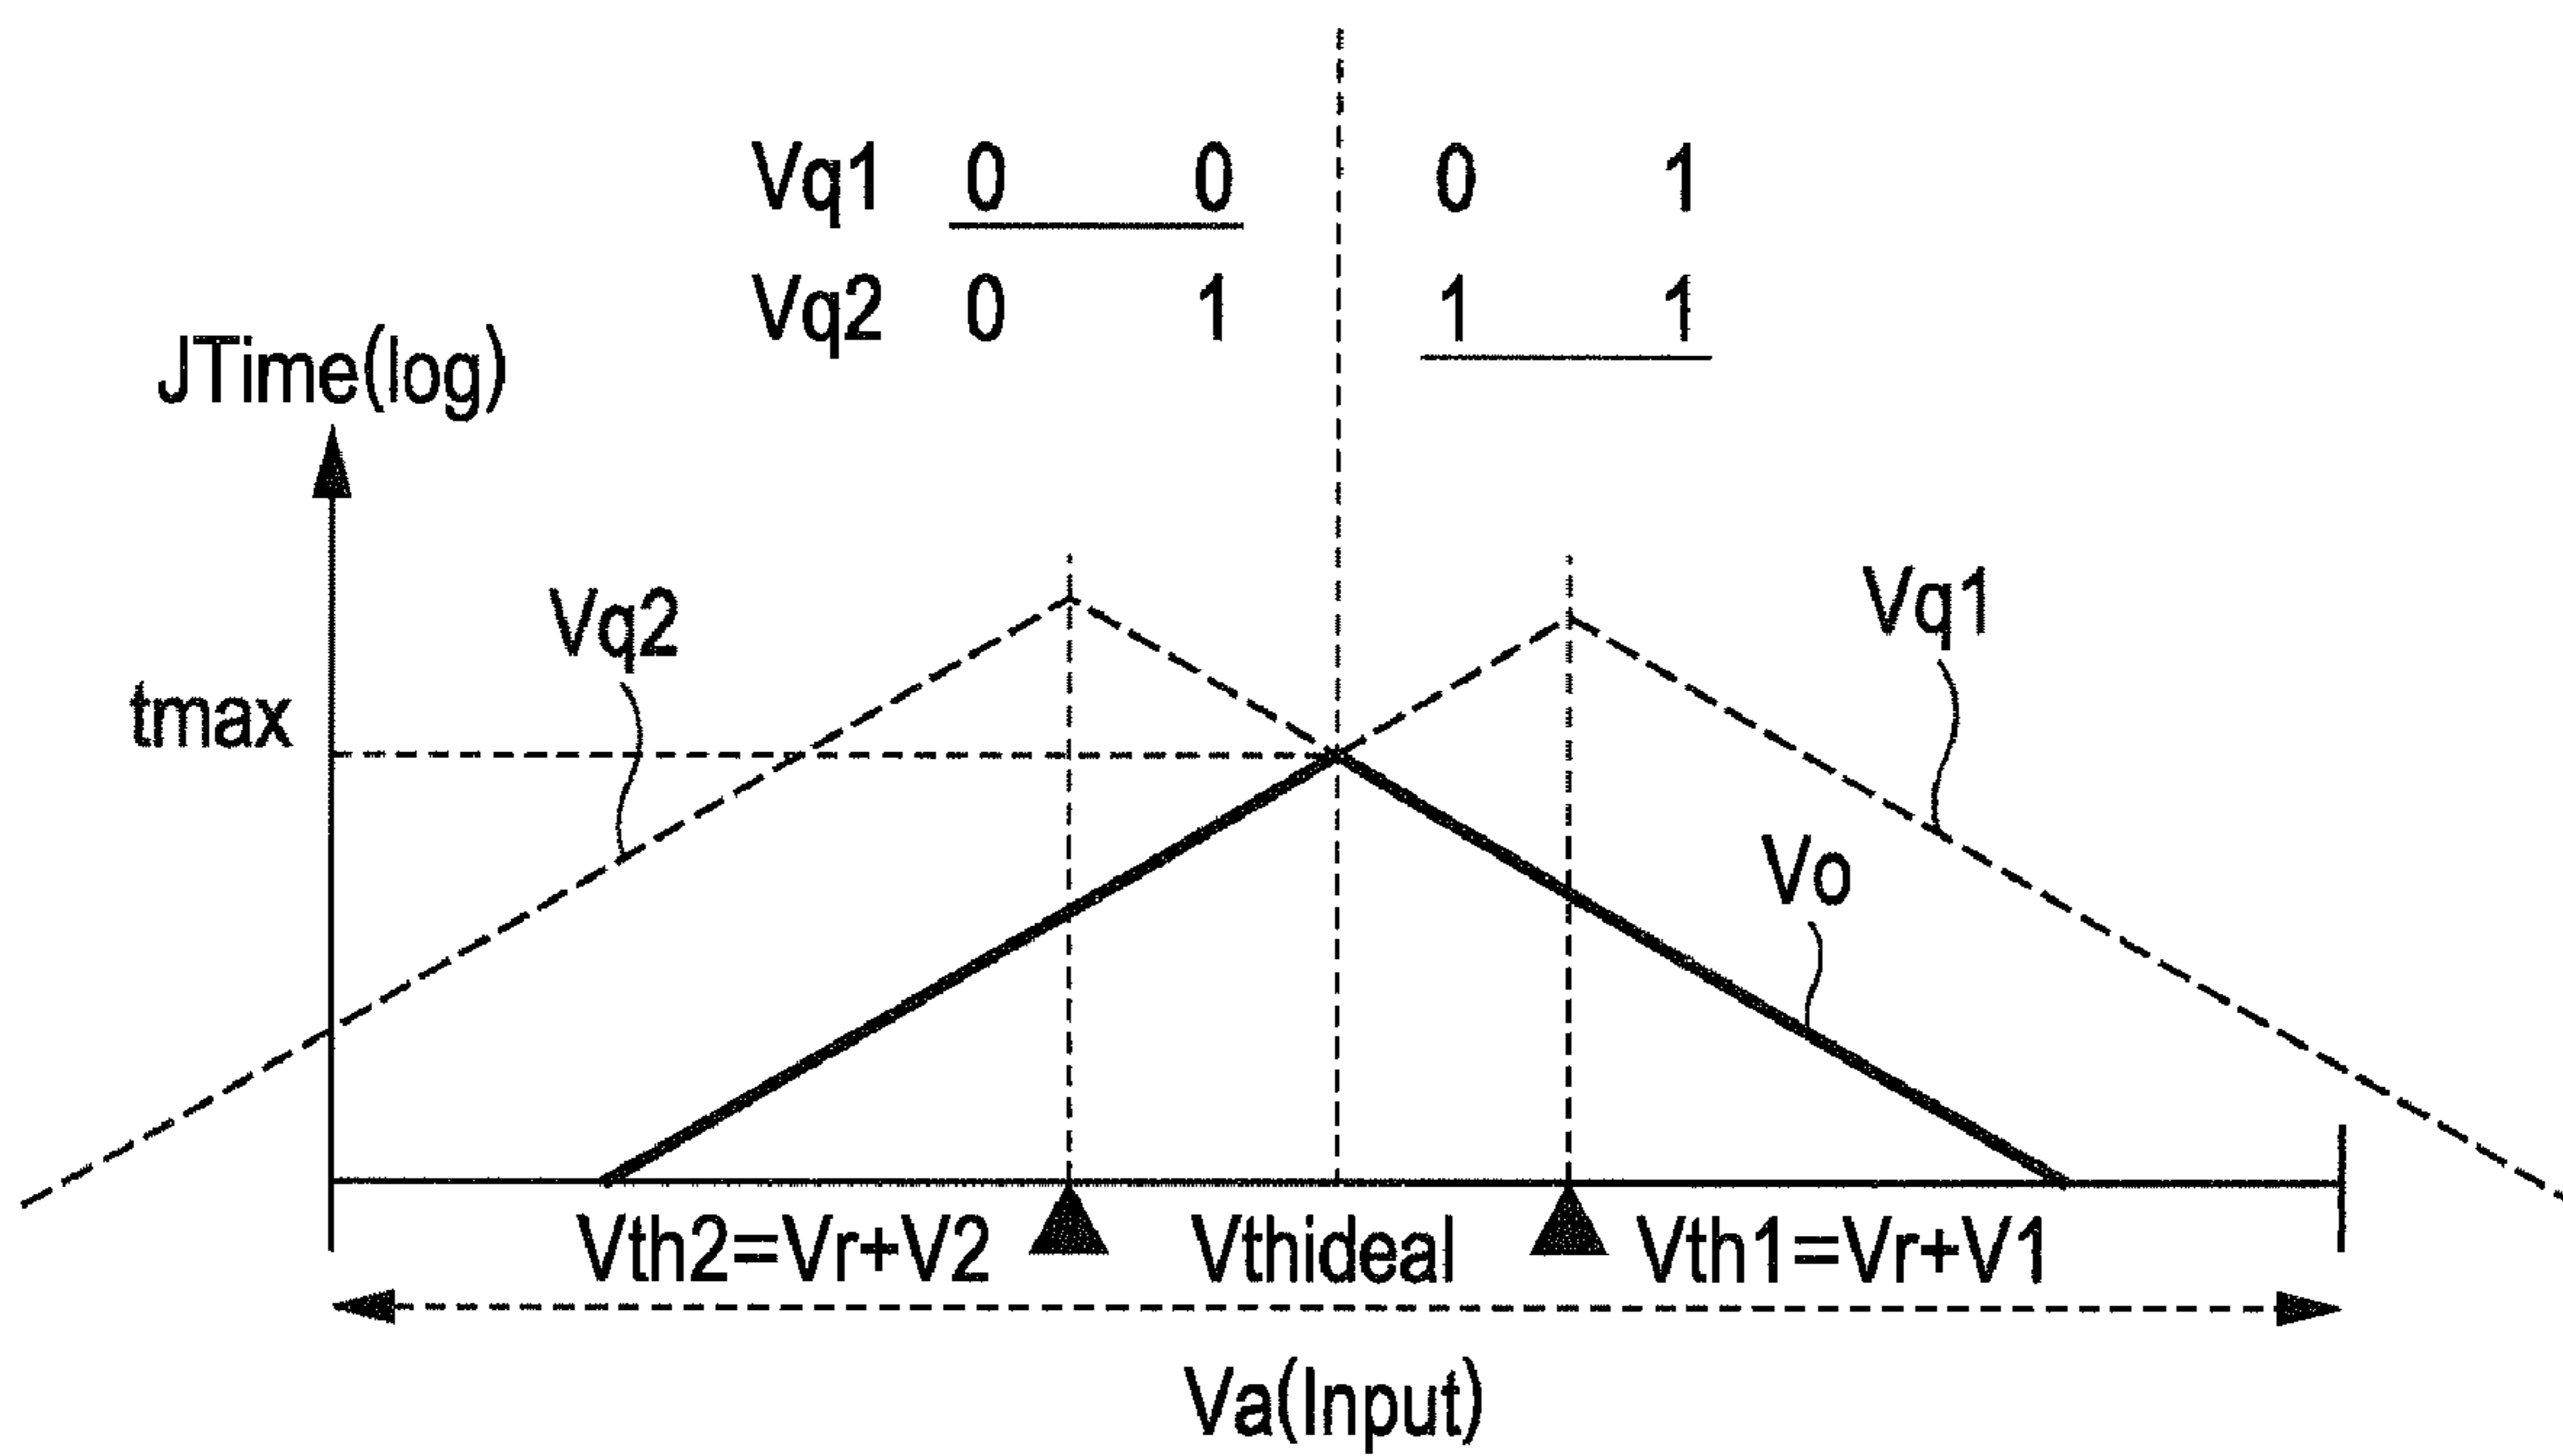 Vq1 0 0 0 1
Vq2 0 1 1 1
JTime(log)
Vq2
Vq1
tmax
Vo
Vth2=Vr+V2 Vthideal Vth1=Vr+V1
Va(Input)